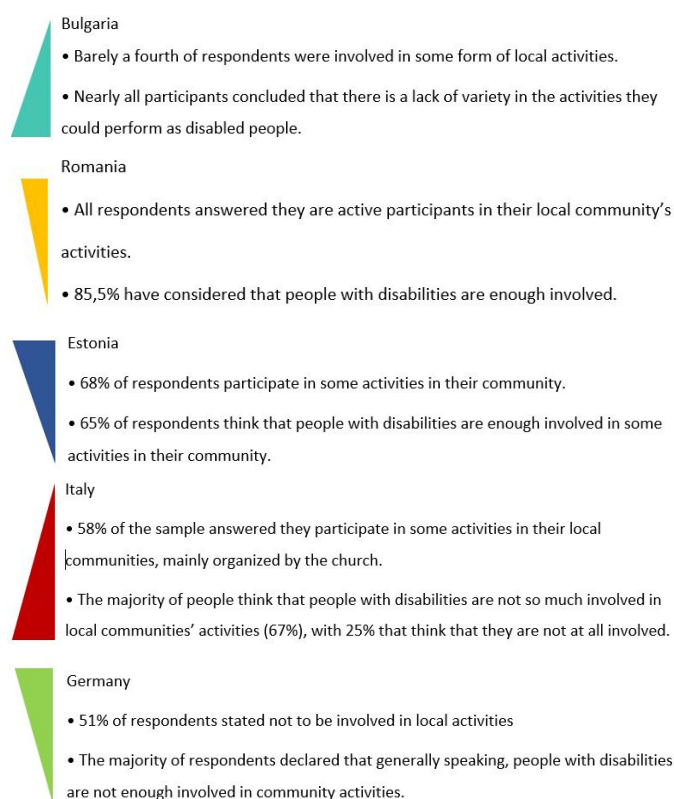 Bulgaria
• Barely a fourth of respondents were involved in some form of local activities.
• Nearly all participants concluded that there is a lack of variety in the activities they
could perform as disabled people.
Romania
• All respondents answered they are active participants in their local community’s
activities.
• 85,5% have considered that people with disabilities are enough involved.
Estonia
• 68% of respondents participate in some activities in their community.
• 65% of respondents think that people with disabilities are enough involved in some
activities in their community.
Italy
• 58% of the sample answered they participate in some activities in their local
communities, mainly organized by the church.
• The majority of people think that people with disabilities are not so much involved in
local communities’ activities (67%), with 25% that think that they are not at all involved.
Germany
• 51% of respondents stated not to be involved in local activities
• The majority of respondents declared that generally speaking, people with disabilities
are not enough involved in community activities.